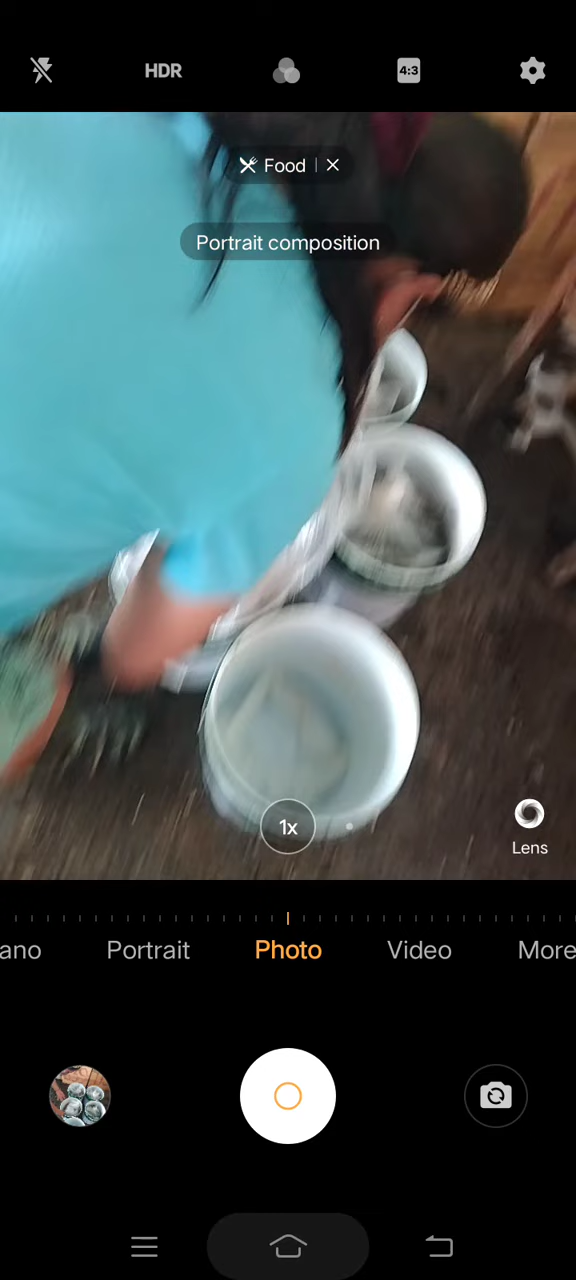 HDR
4:3
Food
Portrait composition
1x
Lens
ano
Portrait
Photo
Video
More